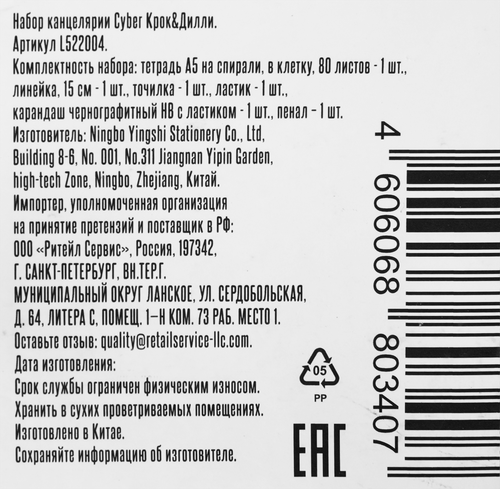 Набор канцелярии Cyber Крок&Дилли.
Артикул L522004.
Комплектность набора: тетрадь А5 на спирали, в клетку, 80 листов - 1 шт.,
линейка, 15 см - 1 шт., точилка - 1 шт., ластик - 1 шт.,
карандаш чернографитный НВ с ластиком - 1 шт., пенал – 1 шт.
Изготовитель: Ningbo Yingshi Stationery Co., Ltd,
Building 8-6, No. 001, No.311 Jiangnan Yipin Garden,
high-tech Zone, Ningbo, Zhejiang, Китай.
Импортер, уполномоченная организация
на принятие претензий и поставщик в РФ:
ООО «Ритейл Сервис», Россия, 197342,
Г. САНКТ-ПЕТЕРБУРГ, ВН.ТЕР.Г.
МУНИЦИПАЛЬНЫЙ ОКРУГ ЛАНСКОЕ, УЛ. СЕРДОБОЛЬСКАЯ,
Д. 64, ЛИТЕРА С, ПОМЕЩ. 1-Н КОМ. 73 РАБ. МЕСТО 1.
Оставьте отзыв: quality@retailservice-llc.com.
Дата изготовления:
Срок службы ограничен физическим износом.
Хранить в сухих проветриваемых помещениях.
Изготовлено в Китае.
Сохраняйте информацию об изготовителе.
05
PP
EAC
4 606068 803407